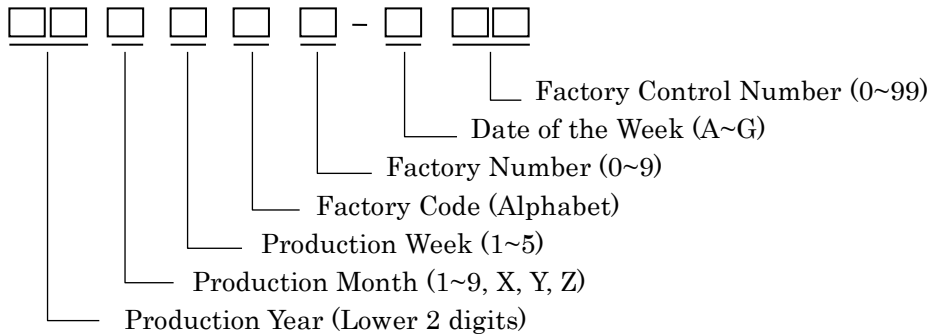 □□ □ □ □ □ - □ □□
Factory Control Number (0~99)
Date of the Week (A~G)
Factory Number (0~9)
Factory Code (Alphabet)
Production Week (1~5)
Production Month (1~9, X, Y, Z)
Production Year (Lower 2 digits)